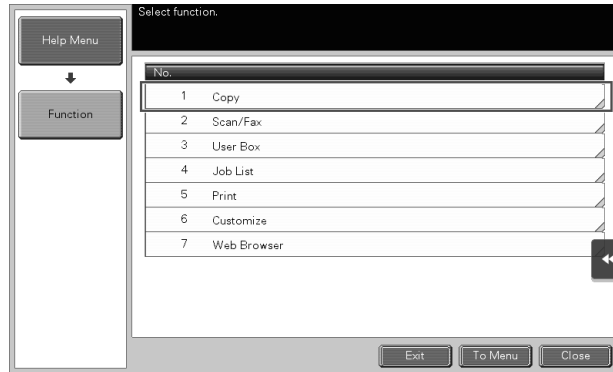 Select function.
Help Menu
Function
No.
1 Copy
2 Scan/Fax
3 User Box
4 Job List
5 Print
6 Customize
7 Web Browser
Exit To Menu Close